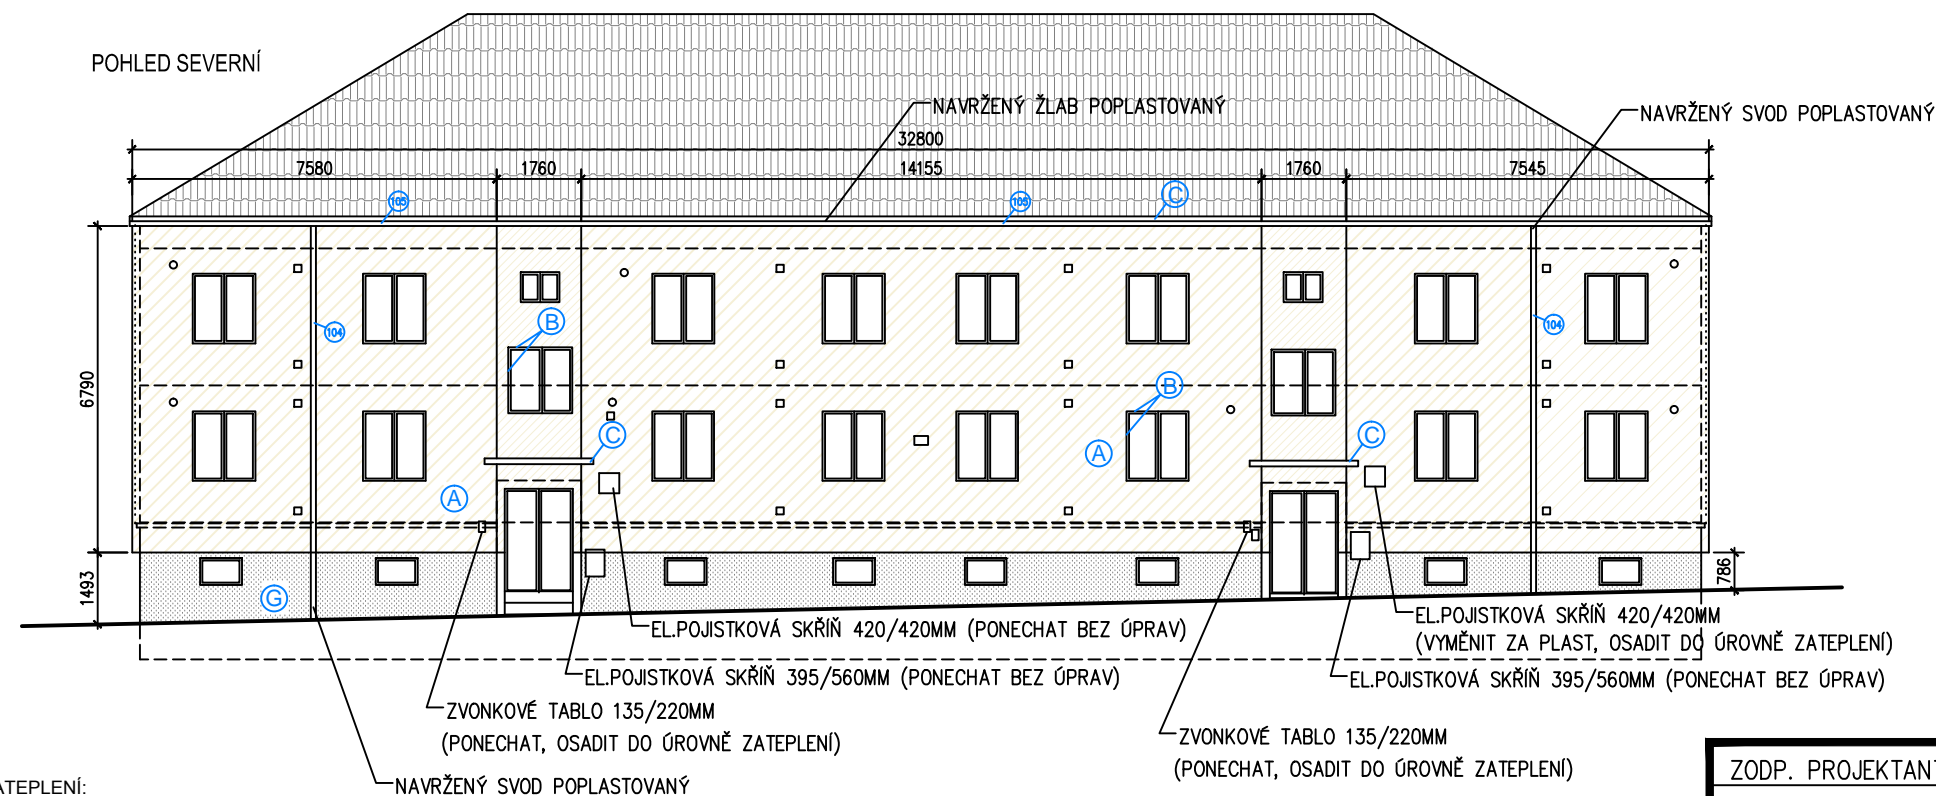 POHLED SEVERNÍ
NAVRŽENÝ ŽLAB POPLASTOVANÝ
NAVRŽENÝ SVOD POPLASTOVANÝ
32800
7580
1760
14155
1760
7545
105
105
C
104
104
B
B
6790
C
C
A
A
1493
G
786
EL.POJISTKOVÁ SKŘÍŇ 420/420MM (PONECHAT BEZ ÚPRAV)
EL.POJISTKOVÁ SKŘÍŇ 420/420MM
(VYMĚNIT ZA PLAST, OSADIT DO ÚROVNĚ ZATEPLENÍ)
EL.POJISTKOVÁ SKŘÍŇ 395/560MM (PONECHAT BEZ ÚPRAV)
EL.POJISTKOVÁ SKŘÍŇ 395/560MM (PONECHAT BEZ ÚPRAV)
ZVONKOVÉ TABLO 135/220MM
(PONECHAT, OSADIT DO ÚROVNĚ ZATEPLENÍ)
ZVONKOVÉ TABLO 135/220MM
(PONECHAT, OSADIT DO ÚROVNĚ ZATEPLENÍ)
NAVRŽENÝ SVOD POPLASTOVANÝ
ATEPLENÍ:
ZODP. PROJEKTANT